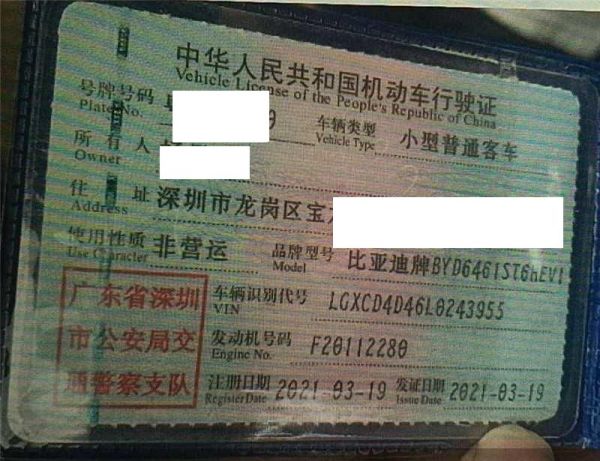 中华人民共和国机动车行驶证
Vehicle License of the People's Republic of China
号牌号码
Plate No.
车辆类型 小型普通客车
Vehicle Type
所有人
Owner
住址 深圳市龙岗区宝
Address
使用性质 非营运
Use Character
品牌型号 比亚迪牌BYD6461ST6HEV1
Model
车辆识别代号 LGXCD4D46L0243955
VIN
发动机号码 F20112280
Engine No.
注册日期 2021-03-19
Register Date
发证日期 2021-03-19
Issue Date
广东省深圳
市公安局交
通警察支队